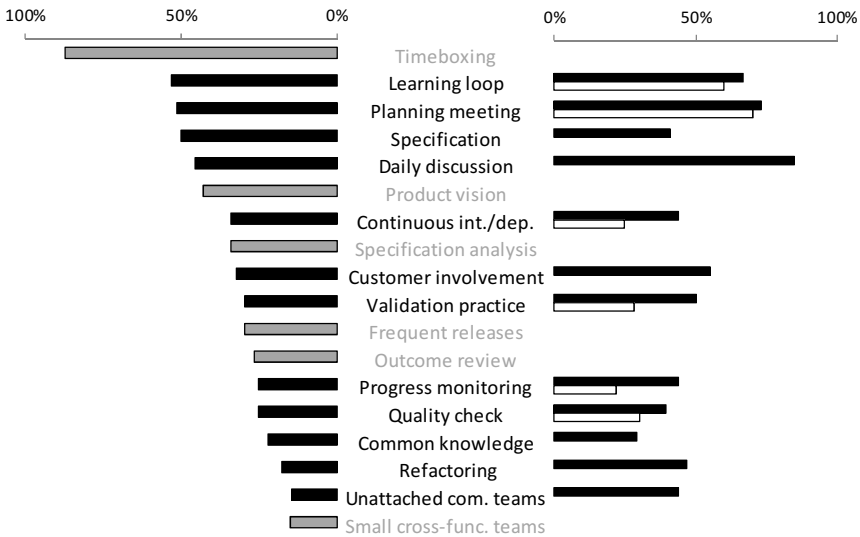 100% 50% 0% 0% 50% 100%
Timeboxing
Learning loop
Planning meeting
Specification
Daily discussion
Product vision
Continuous int./dep.
Specification analysis
Customer involvement
Validation practice
Frequent releases
Outcome review
Progress monitoring
Quality check
Common knowledge
Refactoring
Unattached com. teams
Small cross-func. teams